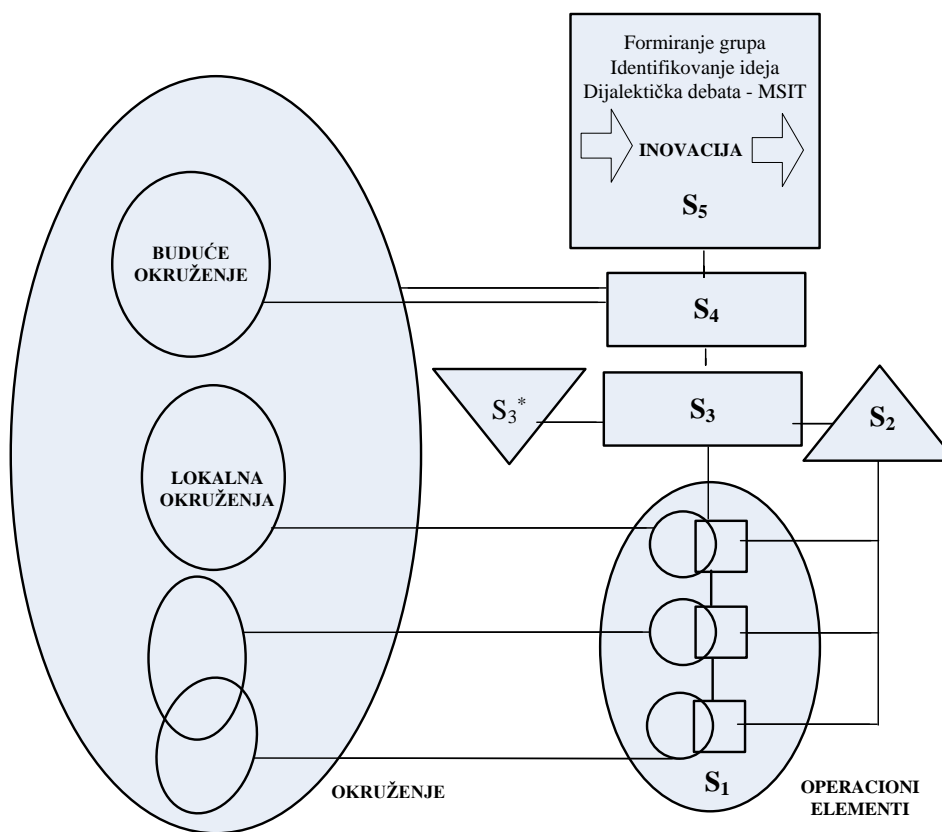 Formiranje grupa
Identifikovanje ideja
Dijalektička debata - MSIT
INOVACIJA
S5
BUDUĆE
OKRUŽENJE
S4
S3*
S3
S2
LOKALNA
OKRUŽENJA
S1
OKRUŽENJE
OPERACIONI
ELEMENTI